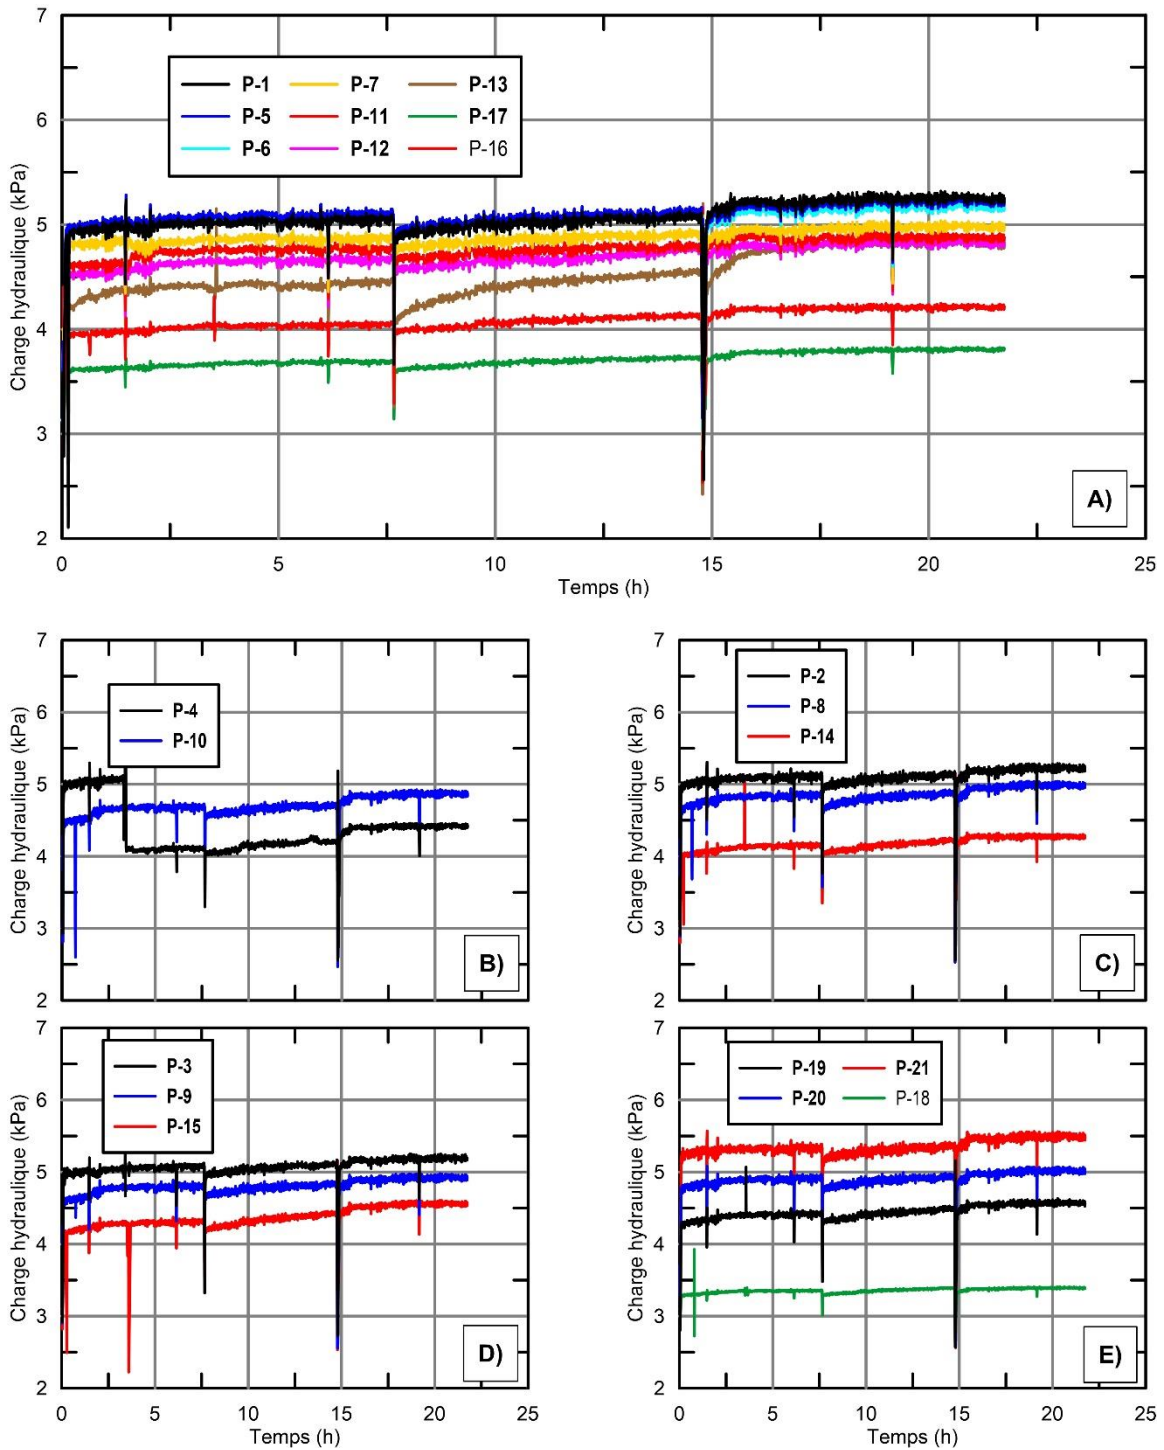 7
6
5
4
3
2
Charge hydraulique (kPa)
P-1 P-7 P-13
P-5 P-11 P-17
P-6 P-12 P-16
A)
0 5 10 15 20 25
Temps (h)
7
6
5
4
3
2
Charge hydraulique (kPa)
P-4
P-10
B)
7
6
5
4
3
2
Charge hydraulique (kPa)
P-2
P-8
P-14
C)
7
6
5
4
3
2
Charge hydraulique (kPa)
P-3
P-9
P-15
D)
0 5 10 15 20 25
Temps (h)
7
6
5
4
3
2
Charge hydraulique (kPa)
P-19 P-21
P-20 P-18
E)
0 5 10 15 20 25
Temps (h)